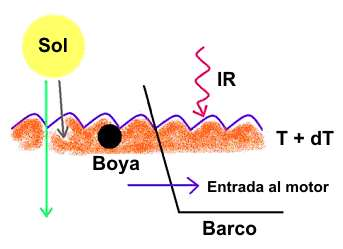 Sol
IR
T + dT
Boya
Entrada al motor
Barco